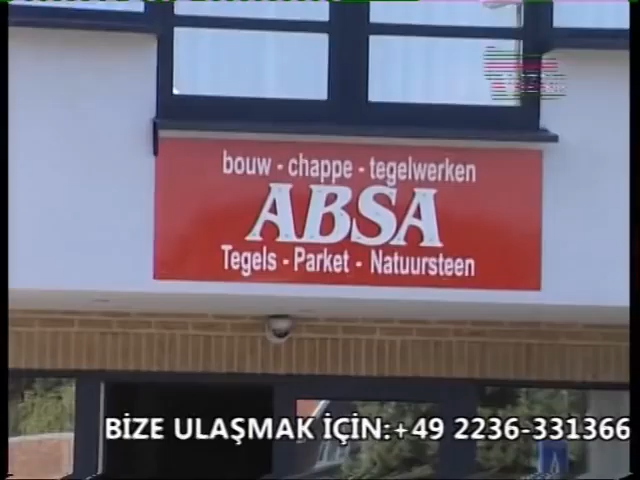 bouw - chappe - tegelwerken
ABSA
Tegels - Parket - Natuursteen
BİZE ULAŞMAK İÇİN:+49 2236-331366